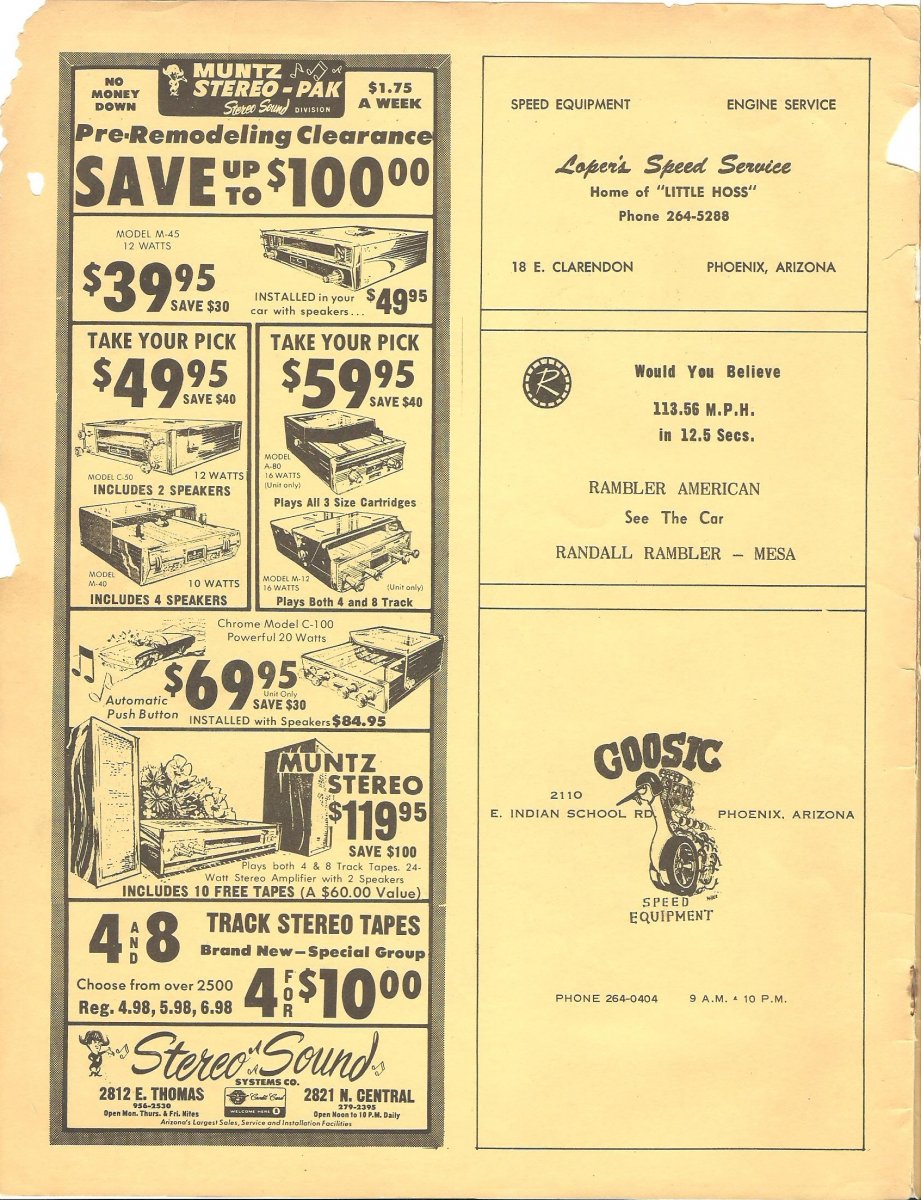 NO
MONEY
DOWN
MUNTZ
STEREO-PAK
Stereo Sound DIVISION
$1.75
A WEEK
Pre-Remodeling Clearance
SAVE UP TO $100.00
MODEL M-45
12 WATTS
$39.95
SAVE $30
INSTALLED in your
car with speakers... $49.95
TAKE YOUR PICK
$49.95
SAVE $40
MODEL C-50
12 WATTS
INCLUDES 2 SPEAKERS
MODEL
M-40
10 WATTS
INCLUDES 4 SPEAKERS
TAKE YOUR PICK
$59.95
SAVE $40
MODEL
A-80
16 WATTS
(Unit only)
Plays All 3 Size Cartridges
MODEL M-12
16 WATTS
(Unit only)
Plays Both 4 and 8 Track
Chrome Model C-100
Powerful 20 Watts
$69.95
Unit Only
SAVE $30
Automatic
Push Button
INSTALLED with Speakers $84.95
MUNTZ
STEREO
$119.95
SAVE $100
Plays both 4 & 8 Track Tapes. 24-
Watt Stereo Amplifier with 2 Speakers
INCLUDES 10 FREE TAPES (A $60.00 Value)
4 AND 8 TRACK STEREO TAPES
Brand New—Special Group
Choose from over 2500
Reg. 4.98, 5.98, 6.98
4 FOR $10.00
Stereo Sound
SYSTEMS CO.
2812 E. THOMAS
956-2530
Open Mon. Thurs. & Fri. Nites
Credit Card
WELCOME HERE
2821 N. CENTRAL
279-2395
Open Noon to 10 P.M. Daily
Arizona's Largest Sales, Service and Installation Facilities
SPEED EQUIPMENT ENGINE SERVICE
Loper's Speed Service
Home of "LITTLE HOSS"
Phone 264-5288
18 E. CLARENDON PHOENIX, ARIZONA
R
Would You Believe
113.56 M.P.H.
in 12.5 Secs.
RAMBLER AMERICAN
See The Car
RANDALL RAMBLER — MESA
GOOSIC
2110
E. INDIAN SCHOOL RD. PHOENIX, ARIZONA
SPEED
EQUIPMENT
PHONE 264-0404 9 A.M. - 10 P.M.